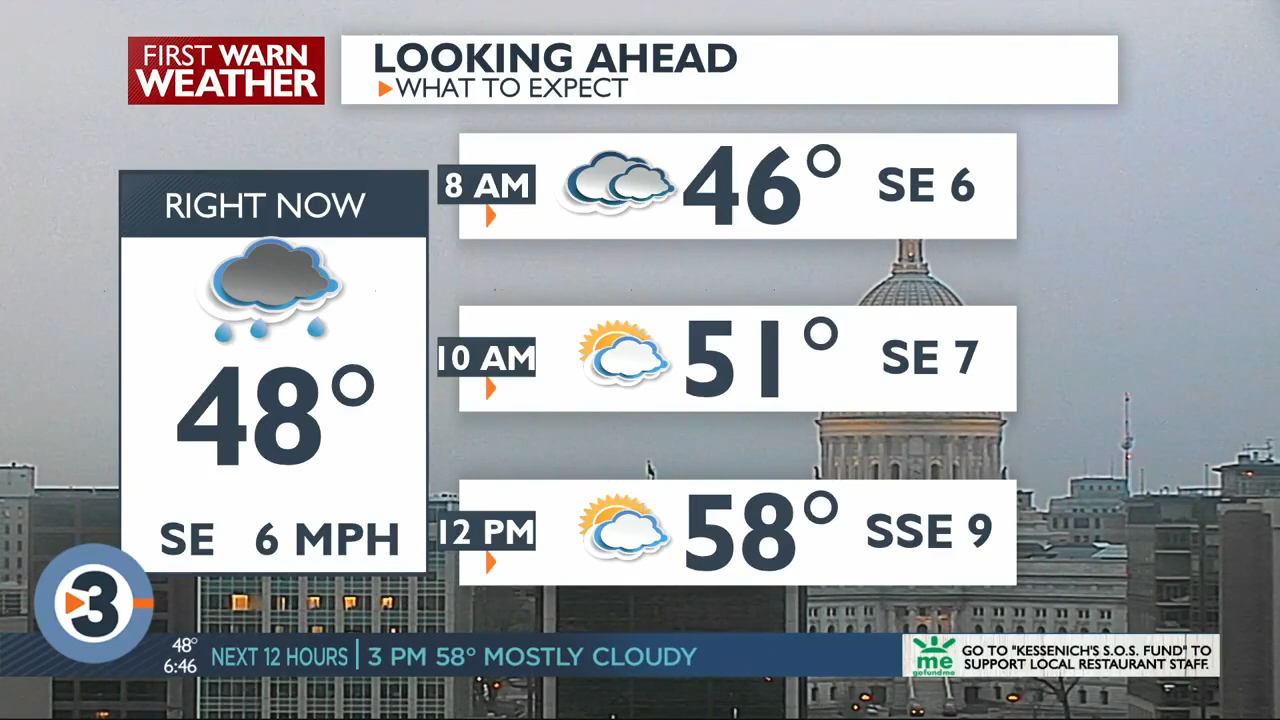 FIRST WARN
WEATHER
LOOKING AHEAD
WHAT TO EXPECT
RIGHT NOW
48°
SE 6 MPH
8 AM 46° SE 6
10 AM 51° SE 7
12 PM 58° SSE 9
3
48°
6:46
NEXT 12 HOURS | 3 PM 58° MOSTLY CLOUDY
me
gofundme
GO TO "KESSENICH'S S.O.S. FUND" TO
SUPPORT LOCAL RESTAURANT STAFF.